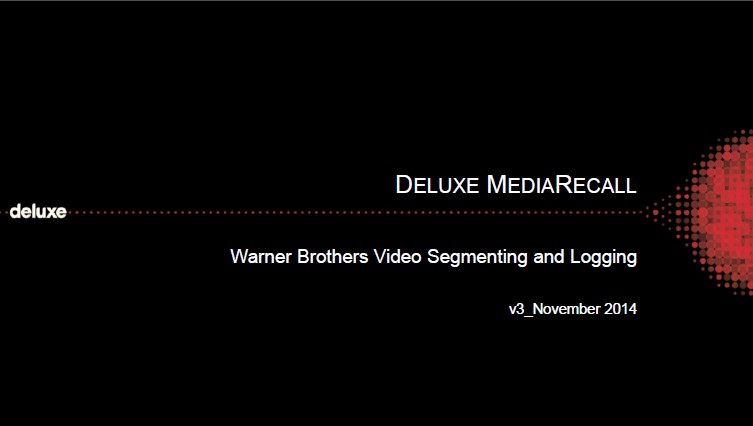 DELUXE MEDIARECALL
deluxe
Warner Brothers Video Segmenting and Logging
v3_November 2014